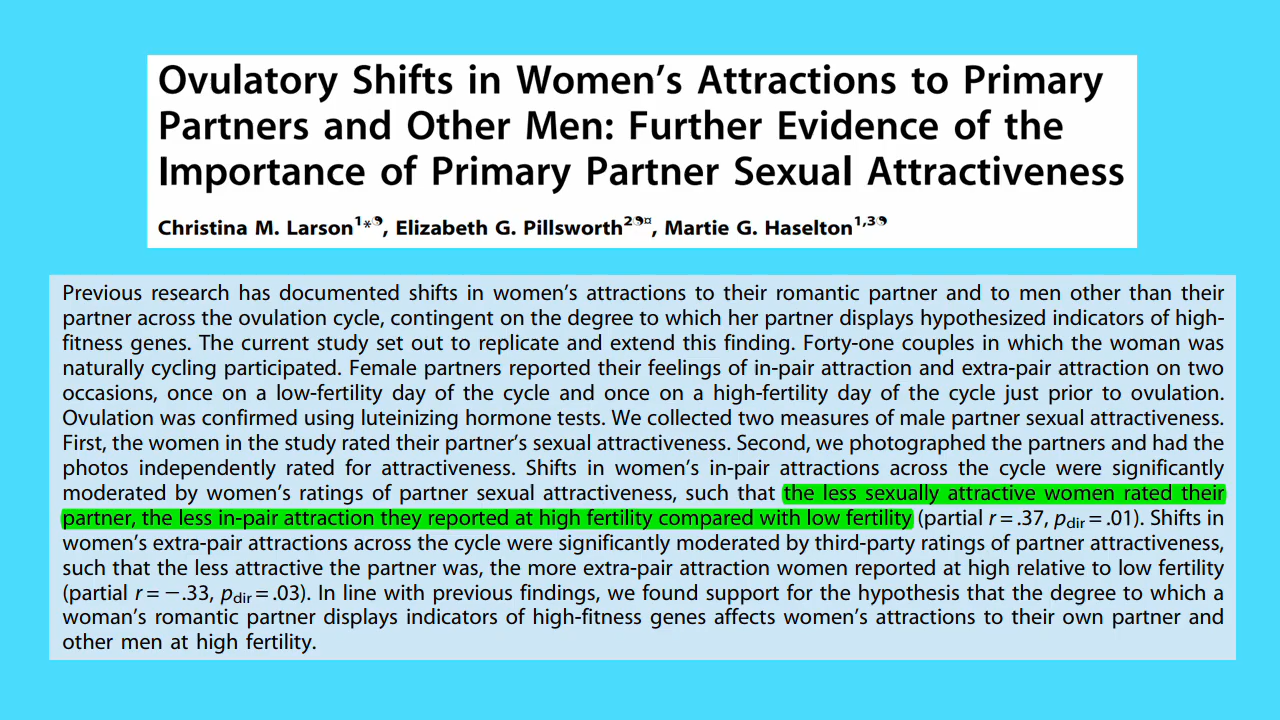 Ovulatory Shifts in Women's Attractions to Primary
Partners and Other Men: Further Evidence of the
Importance of Primary Partner Sexual Attractiveness
Christina M. Larson1*❩, Elizabeth G. Pillsworth2❩¤, Martie G. Haselton1,3❩
Previous research has documented shifts in women's attractions to their romantic partner and to men other than their
partner across the ovulation cycle, contingent on the degree to which her partner displays hypothesized indicators of high-
fitness genes. The current study set out to replicate and extend this finding. Forty-one couples in which the woman was
naturally cycling participated. Female partners reported their feelings of in-pair attraction and extra-pair attraction on two
occasions, once on a low-fertility day of the cycle and once on a high-fertility day of the cycle just prior to ovulation.
Ovulation was confirmed using luteinizing hormone tests. We collected two measures of male partner sexual attractiveness.
First, the women in the study rated their partner's sexual attractiveness. Second, we photographed the partners and had the
photos independently rated for attractiveness. Shifts in women's in-pair attractions across the cycle were significantly
moderated by women's ratings of partner sexual attractiveness, such that the less sexually attractive women rated their
partner, the less in-pair attraction they reported at high fertility compared with low fertility (partial r = .37, pdir = .01). Shifts in
women's extra-pair attractions across the cycle were significantly moderated by third-party ratings of partner attractiveness,
such that the less attractive the partner was, the more extra-pair attraction women reported at high relative to low fertility
(partial r = −.33, pdir = .03). In line with previous findings, we found support for the hypothesis that the degree to which a
woman's romantic partner displays indicators of high-fitness genes affects women's attractions to their own partner and
other men at high fertility.